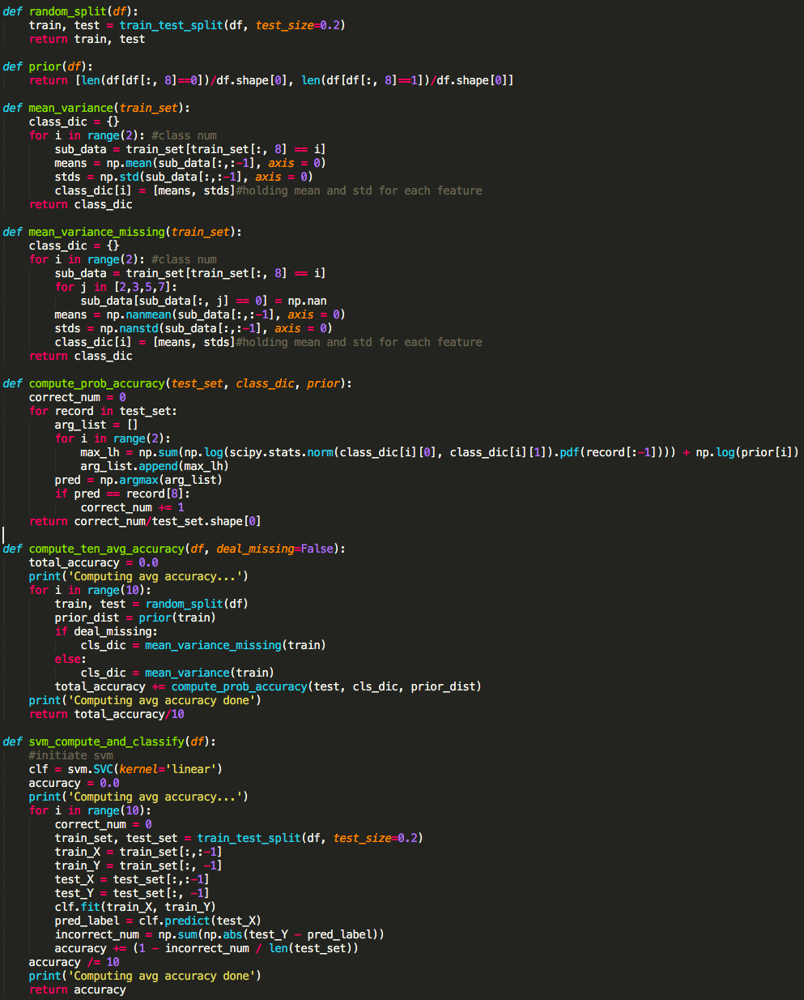 def random_split(df):
    train, test = train_test_split(df, test_size=0.2)
    return train, test

def prior(df):
    return [len(df[df[:, 8]==0])/df.shape[0], len(df[df[:, 8]==1])/df.shape[0]]

def mean_variance(train_set):
    class_dic = {}
    for i in range(2): #class num
        sub_data = train_set[train_set[:, 8] == i]
        means = np.mean(sub_data[:,:-1], axis = 0)
        stds = np.std(sub_data[:,:-1], axis = 0)
        class_dic[i] = [means, stds]#holding mean and std for each feature
    return class_dic

def mean_variance_missing(train_set):
    class_dic = {}
    for i in range(2): #class num
        sub_data = train_set[train_set[:, 8] == i]
        for j in [2,3,5,7]:
            sub_data[sub_data[:, j] == 0] = np.nan
        means = np.nanmean(sub_data[:,:-1], axis = 0)
        stds = np.nanstd(sub_data[:,:-1], axis = 0)
        class_dic[i] = [means, stds]#holding mean and std for each feature
    return class_dic

def compute_prob_accuracy(test_set, class_dic, prior):
    correct_num = 0
    for record in test_set:
        arg_list = []
        for i in range(2):
            max_lh = np.sum(np.log(scipy.stats.norm(class_dic[i][0], class_dic[i][1]).pdf(record[:-1]))) + np.log(prior[i])
            arg_list.append(max_lh)
        pred = np.argmax(arg_list)
        if pred == record[8]:
            correct_num += 1
    return correct_num/test_set.shape[0]

def compute_ten_avg_accuracy(df, deal_missing=False):
    total_accuracy = 0.0
    print('Computing avg accuracy...')
    for i in range(10):
        train, test = random_split(df)
        prior_dist = prior(train)
        if deal_missing:
            cls_dic = mean_variance_missing(train)
        else:
            cls_dic = mean_variance(train)
        total_accuracy += compute_prob_accuracy(test, cls_dic, prior_dist)
    print('Computing avg accuracy done')
    return total_accuracy/10

def svm_compute_and_classify(df):
    #initiate svm
    clf = svm.SVC(kernel='linear')
    accuracy = 0.0
    print('Computing avg accuracy...')
    for i in range(10):
        correct_num = 0
        train_set, test_set = train_test_split(df, test_size=0.2)
        train_X = train_set[:,:-1]
        train_Y = train_set[:, -1]
        test_X = test_set[:,:-1]
        test_Y = test_set[:, -1]
        clf.fit(train_X, train_Y)
        pred_label = clf.predict(test_X)
        incorrect_num = np.sum(np.abs(test_Y - pred_label))
        accuracy += (1 - incorrect_num / len(test_set))
    accuracy /= 10
    print('Computing avg accuracy done')
    return accuracy